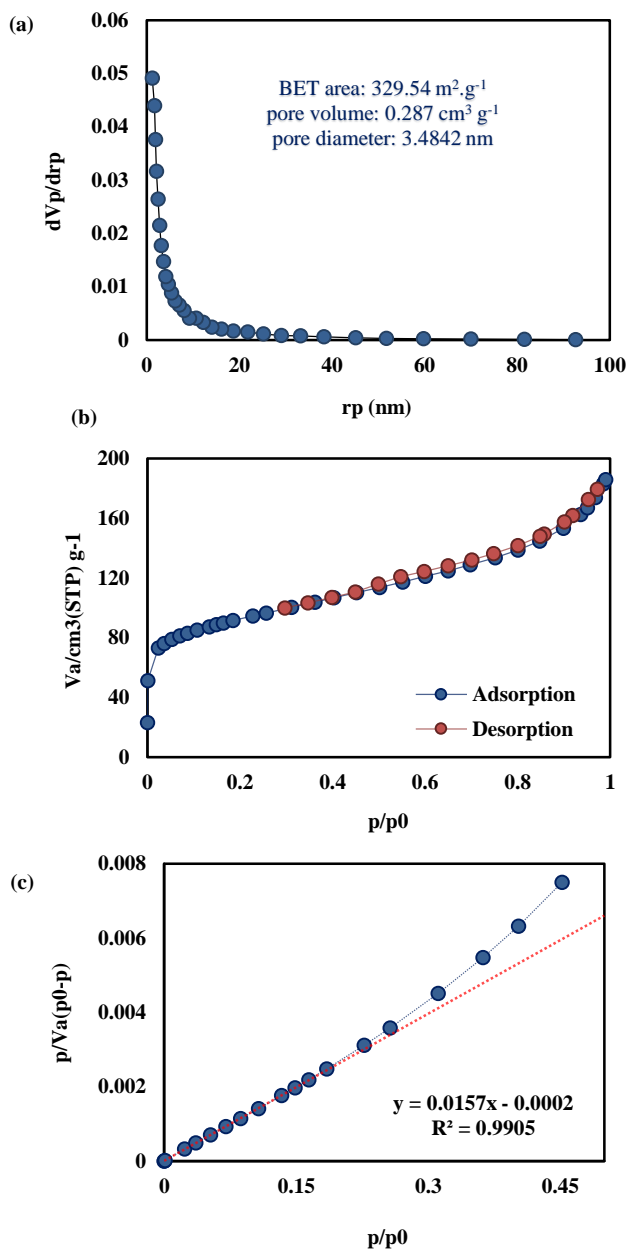 (a)
0.06
0.05
0.04
0.03
0.02
0.01
0
dVp/drp
BET area: 329.54 m².g⁻¹
pore volume: 0.287 cm³ g⁻¹
pore diameter: 3.4842 nm
0 20 40 60 80 100
rp (nm)
(b)
200
160
120
80
40
0
Va/cm3(STP) g-1
Adsorption
Desorption
0 0.2 0.4 0.6 0.8 1
p/p0
(c)
0.008
0.006
0.004
0.002
0
p/Va(p0-p)
y = 0.0157x - 0.0002
R² = 0.9905
0 0.15 0.3 0.45
p/p0